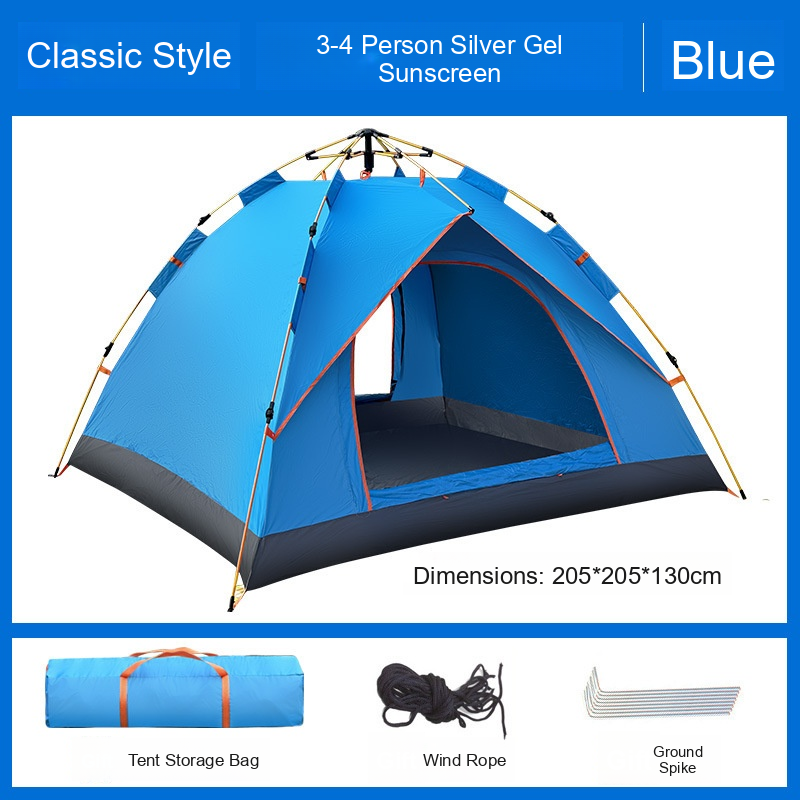 Classic Style
3-4 Person Silver Gel
Sunscreen
Blue
Dimensions: 205*205*130cm
Tent Storage Bag
Wind Rope
Ground
Spike